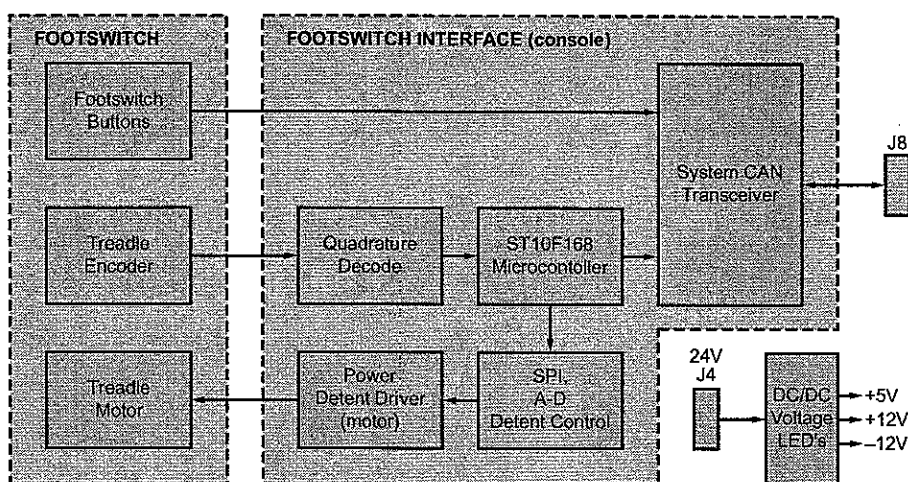 FOOTSWITCH
FOOTSWITCH INTERFACE (console)
Footswitch
Buttons
System CAN
Transceiver
J8
Treadle
Encoder
Quadrature
Decode
ST10F168
Microcontoller
Treadle
Motor
Power
Detent Driver
(motor)
SPI,
A-D
Detent Control
24V
J4
DC/DC
Voltage
LED's
+5V
+12V
–12V